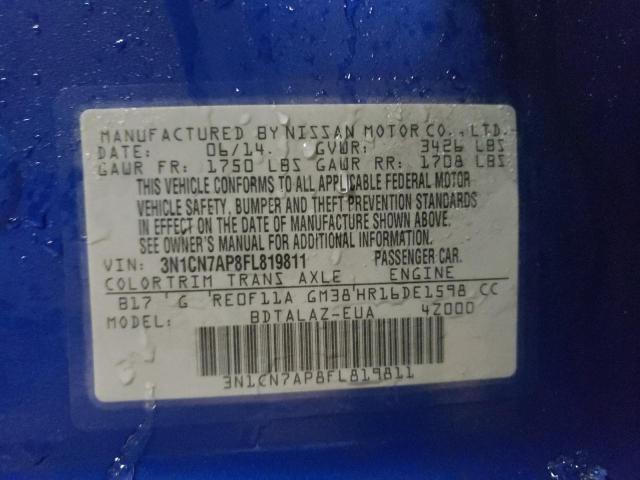 MANUFACTURED BY NISSAN MOTOR CO., LTD.
DATE: 06/14. GVWR: 3426 LBS
GAWR FR: 1750 LBS GAWR RR: 1708 LBS
THIS VEHICLE CONFORMS TO ALL APPLICABLE FEDERAL MOTOR
VEHICLE SAFETY, BUMPER AND THEFT PREVENTION STANDARDS
IN EFFECT ON THE DATE OF MANUFACTURE SHOWN ABOVE.
SEE OWNER'S MANUAL FOR ADDITIONAL INFORMATION.
VIN: 3N1CN7AP8FL819811 PASSENGER CAR.
COLORTRIM TRANS AXLE ENGINE
B17 'G 'RE0F11A GM38'HR16DE1598 CC
MODEL: BDTALAZ-EUA 4Z000
3N1CN7AP8FL819811